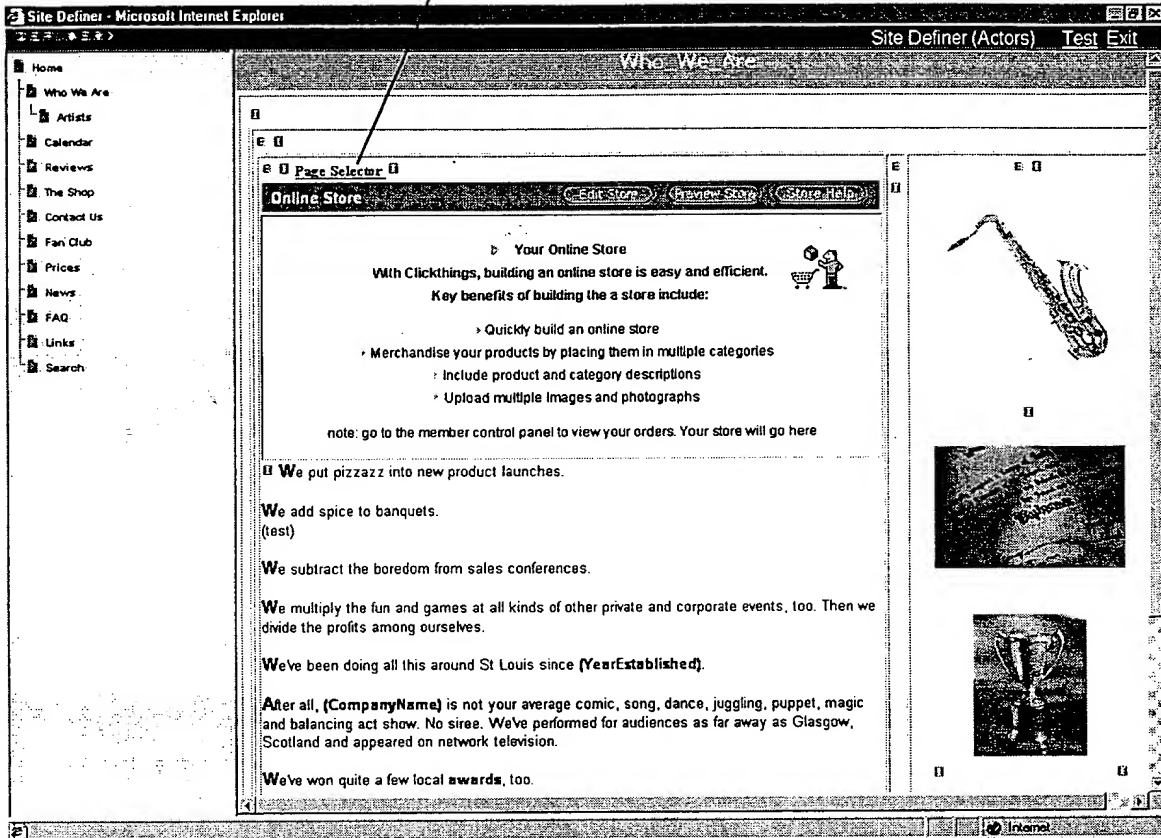 Site Definer - Microsoft Internet Explorer
Site Definer (Actors) Test Exit
Home
Who We Are
Artists
Calendar
Reviews
The Shop
Contact Us
Fan Club
Prices
News
FAQ
Links
Search
Who We Are
E I
E I Page Selector I
Online Store Edit Store Preview Store Store Help
Your Online Store
With Clickthings, building an online store is easy and efficient.
Key benefits of building the a store include:
› Quickly build an online store
› Merchandise your products by placing them in multiple categories
› Include product and category descriptions
› Upload multiple images and photographs
note: go to the member control panel to view your orders. Your store will go here
We put pizzazz into new product launches.
We add spice to banquets.
(test)
We subtract the boredom from sales conferences.
We multiply the fun and games at all kinds of other private and corporate events, too. Then we
divide the profits among ourselves.
We've been doing all this around St Louis since (YearEstablished).
After all, (CompanyName) is not your average comic, song, dance, juggling, puppet, magic
and balancing act show. No siree. We've performed for audiences as far away as Glasgow,
Scotland and appeared on network television.
We've won quite a few local awards, too.
E I
Internet